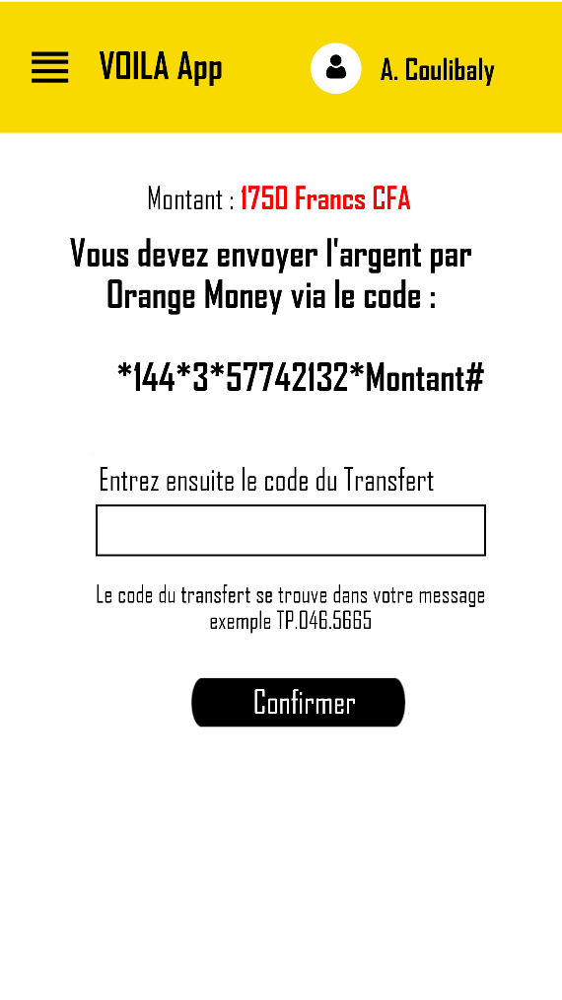 VOILA App
A. Coulibaly
Montant : 1750 Francs CFA
Vous devez envoyer l'argent par
Orange Money via le code :
*144*3*57742132*Montant#
Entrez ensuite le code du Transfert
Le code du transfert se trouve dans votre message
exemple TP.046.5665
Confirmer